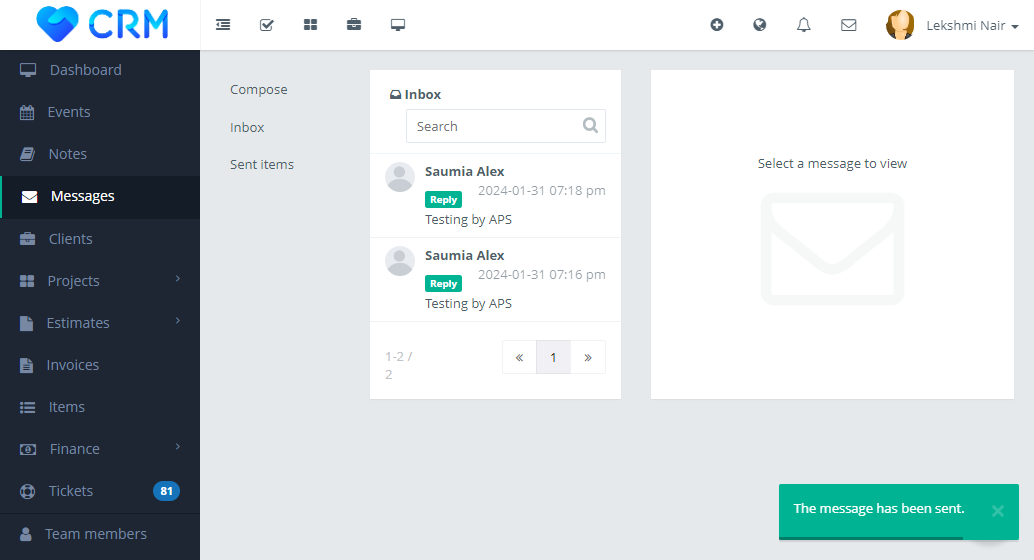 CRM
Lekshmi Nair
Dashboard
Events
Notes
Messages
Clients
Projects
Estimates
Invoices
Items
Finance
Tickets 81
Team members
Compose
Inbox
Sent items
Inbox
Search
Saumia Alex
Reply 2024-01-31 07:18 pm
Testing by APS
Saumia Alex
Reply 2024-01-31 07:16 pm
Testing by APS
1-2 /
2
« 1 »
Select a message to view
The message has been sent. ×